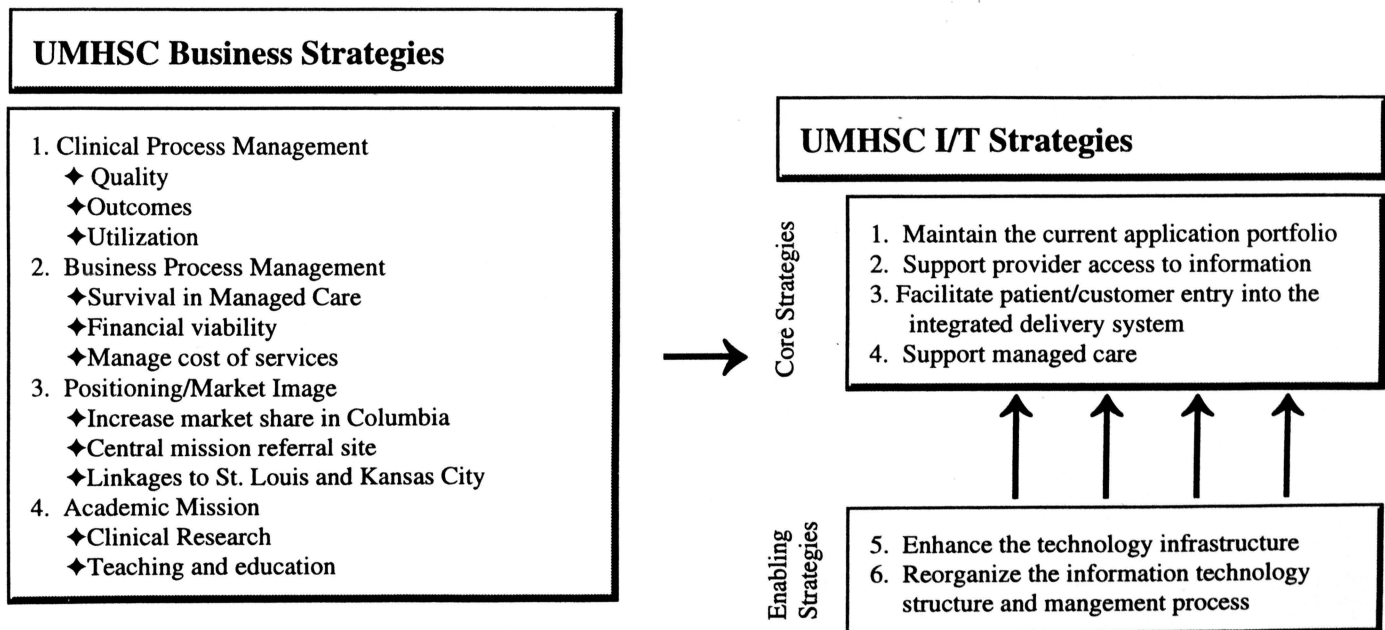 UMHSC Business Strategies
1. Clinical Process Management
✦ Quality
✦Outcomes
✦Utilization
2. Business Process Management
✦Survival in Managed Care
✦Financial viability
✦Manage cost of services
3. Positioning/Market Image
✦Increase market share in Columbia
✦Central mission referral site
✦Linkages to St. Louis and Kansas City
4. Academic Mission
✦Clinical Research
✦Teaching and education
UMHSC I/T Strategies
Core Strategies
1. Maintain the current application portfolio
2. Support provider access to information
3. Facilitate patient/customer entry into the
integrated delivery system
4. Support managed care
Enabling
Strategies
5. Enhance the technology infrastructure
6. Reorganize the information technology
structure and mangement process